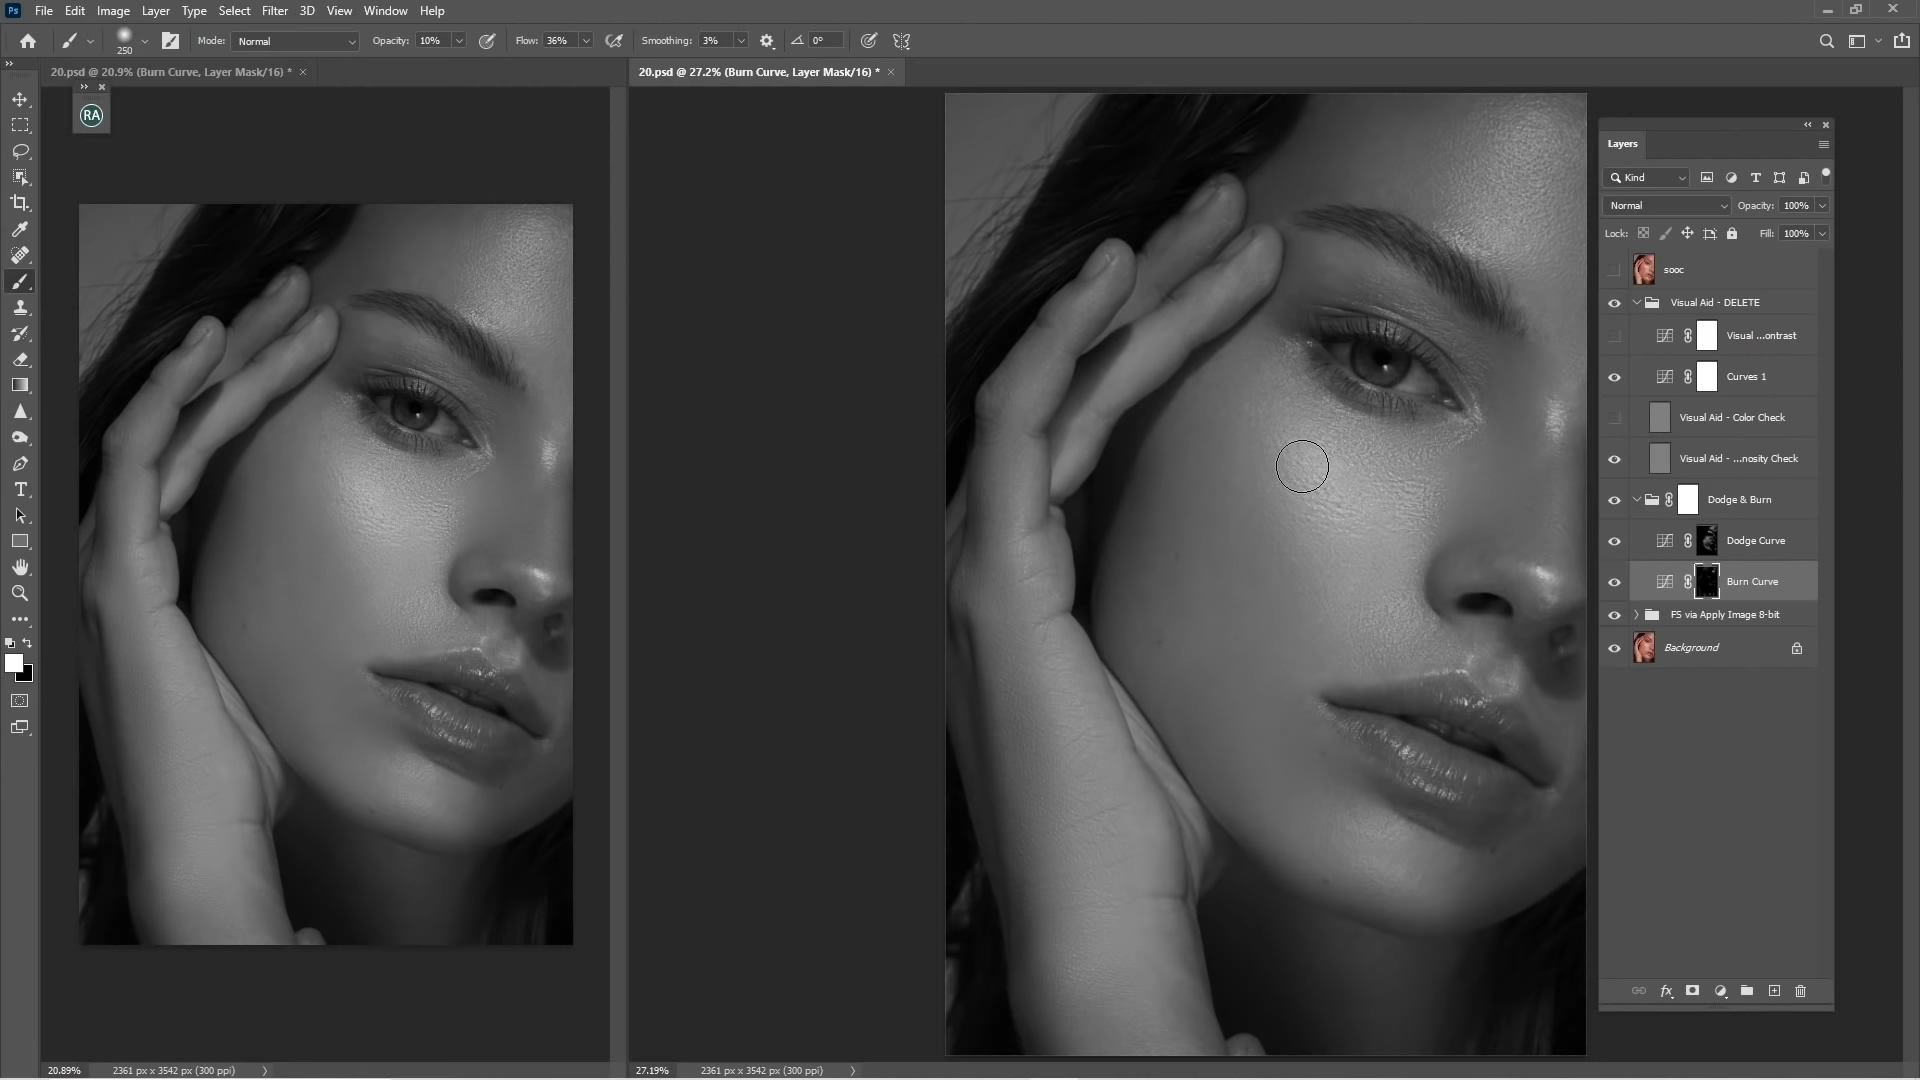 Ps File Edit Image Layer Type Select Filter 3D View Window Help
250 Mode: Normal Opacity: 10% Flow: 36% Smoothing: 3% 0°
20.psd @ 20.9% (Burn Curve, Layer Mask/16) *
20.psd @ 27.2% (Burn Curve, Layer Mask/16) *
RA
Layers
Kind
Normal Opacity: 100%
Lock: Fill: 100%
sooc
Visual Aid - DELETE
Visual ...ontrast
Curves 1
Visual Aid - Color Check
Visual Aid - ...nosity Check
Dodge & Burn
Dodge Curve
Burn Curve
FS via Apply Image 8-bit
Background
fx
20.89% 2361 px x 3542 px (300 ppi)
27.19% 2361 px x 3542 px (300 ppi)